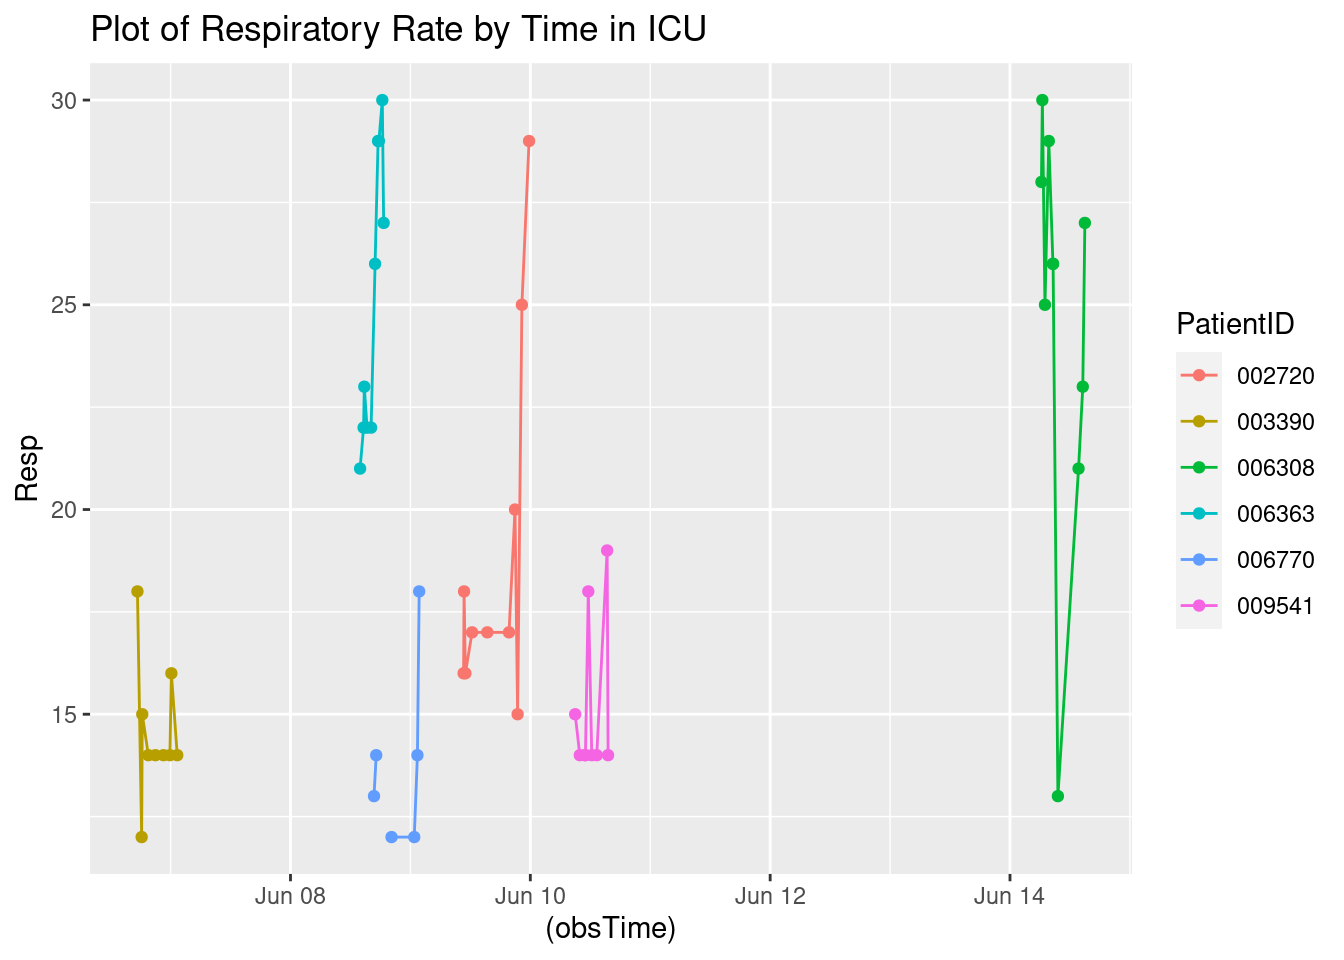 Plot of Respiratory Rate by Time in ICU
30
25
20
15
Resp
Jun 08
Jun 10
Jun 12
Jun 14
(obsTime)
PatientID
002720
003390
006308
006363
006770
009541